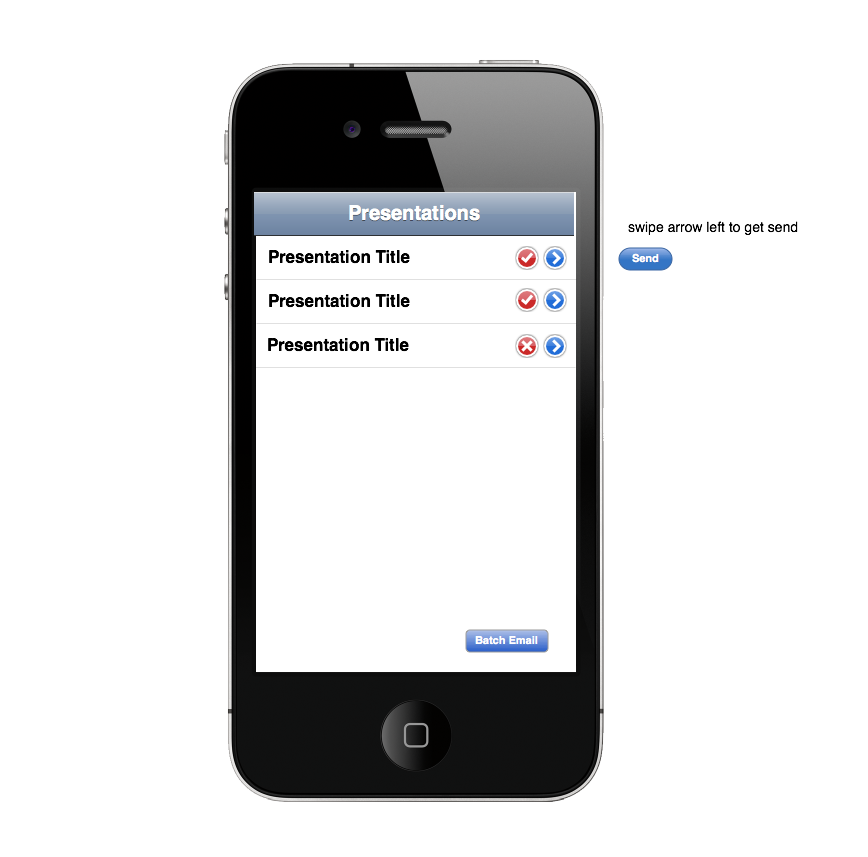 Presentations
swipe arrow left to get send
Presentation Title
Send
Presentation Title
Presentation Title
Batch Email